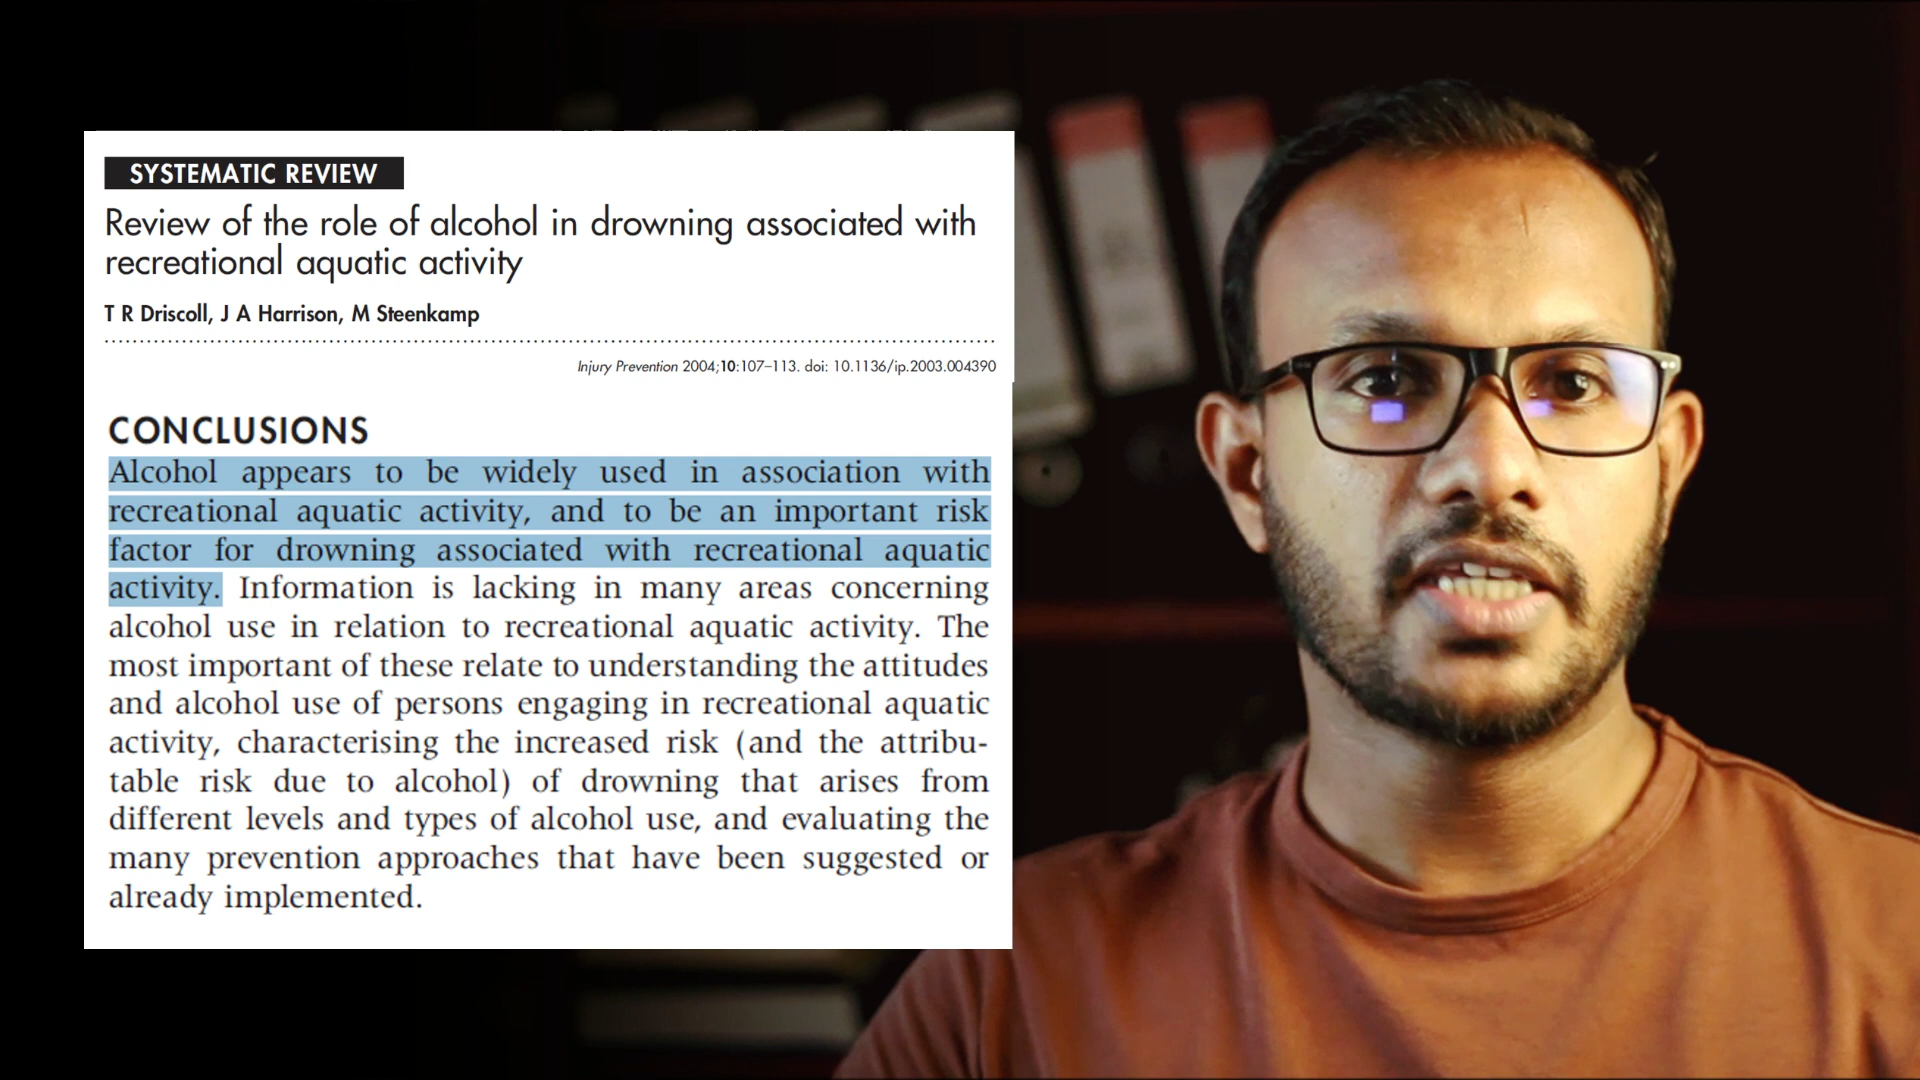 SYSTEMATIC REVIEW
Review of the role of alcohol in drowning associated with
recreational aquatic activity
T R Driscoll, J A Harrison, M Steenkamp
Injury Prevention 2004;10:107–113. doi: 10.1136/ip.2003.004390
CONCLUSIONS
Alcohol appears to be widely used in association with
recreational aquatic activity, and to be an important risk
factor for drowning associated with recreational aquatic
activity. Information is lacking in many areas concerning
alcohol use in relation to recreational aquatic activity. The
most important of these relate to understanding the attitudes
and alcohol use of persons engaging in recreational aquatic
activity, characterising the increased risk (and the attribu-
table risk due to alcohol) of drowning that arises from
different levels and types of alcohol use, and evaluating the
many prevention approaches that have been suggested or
already implemented.